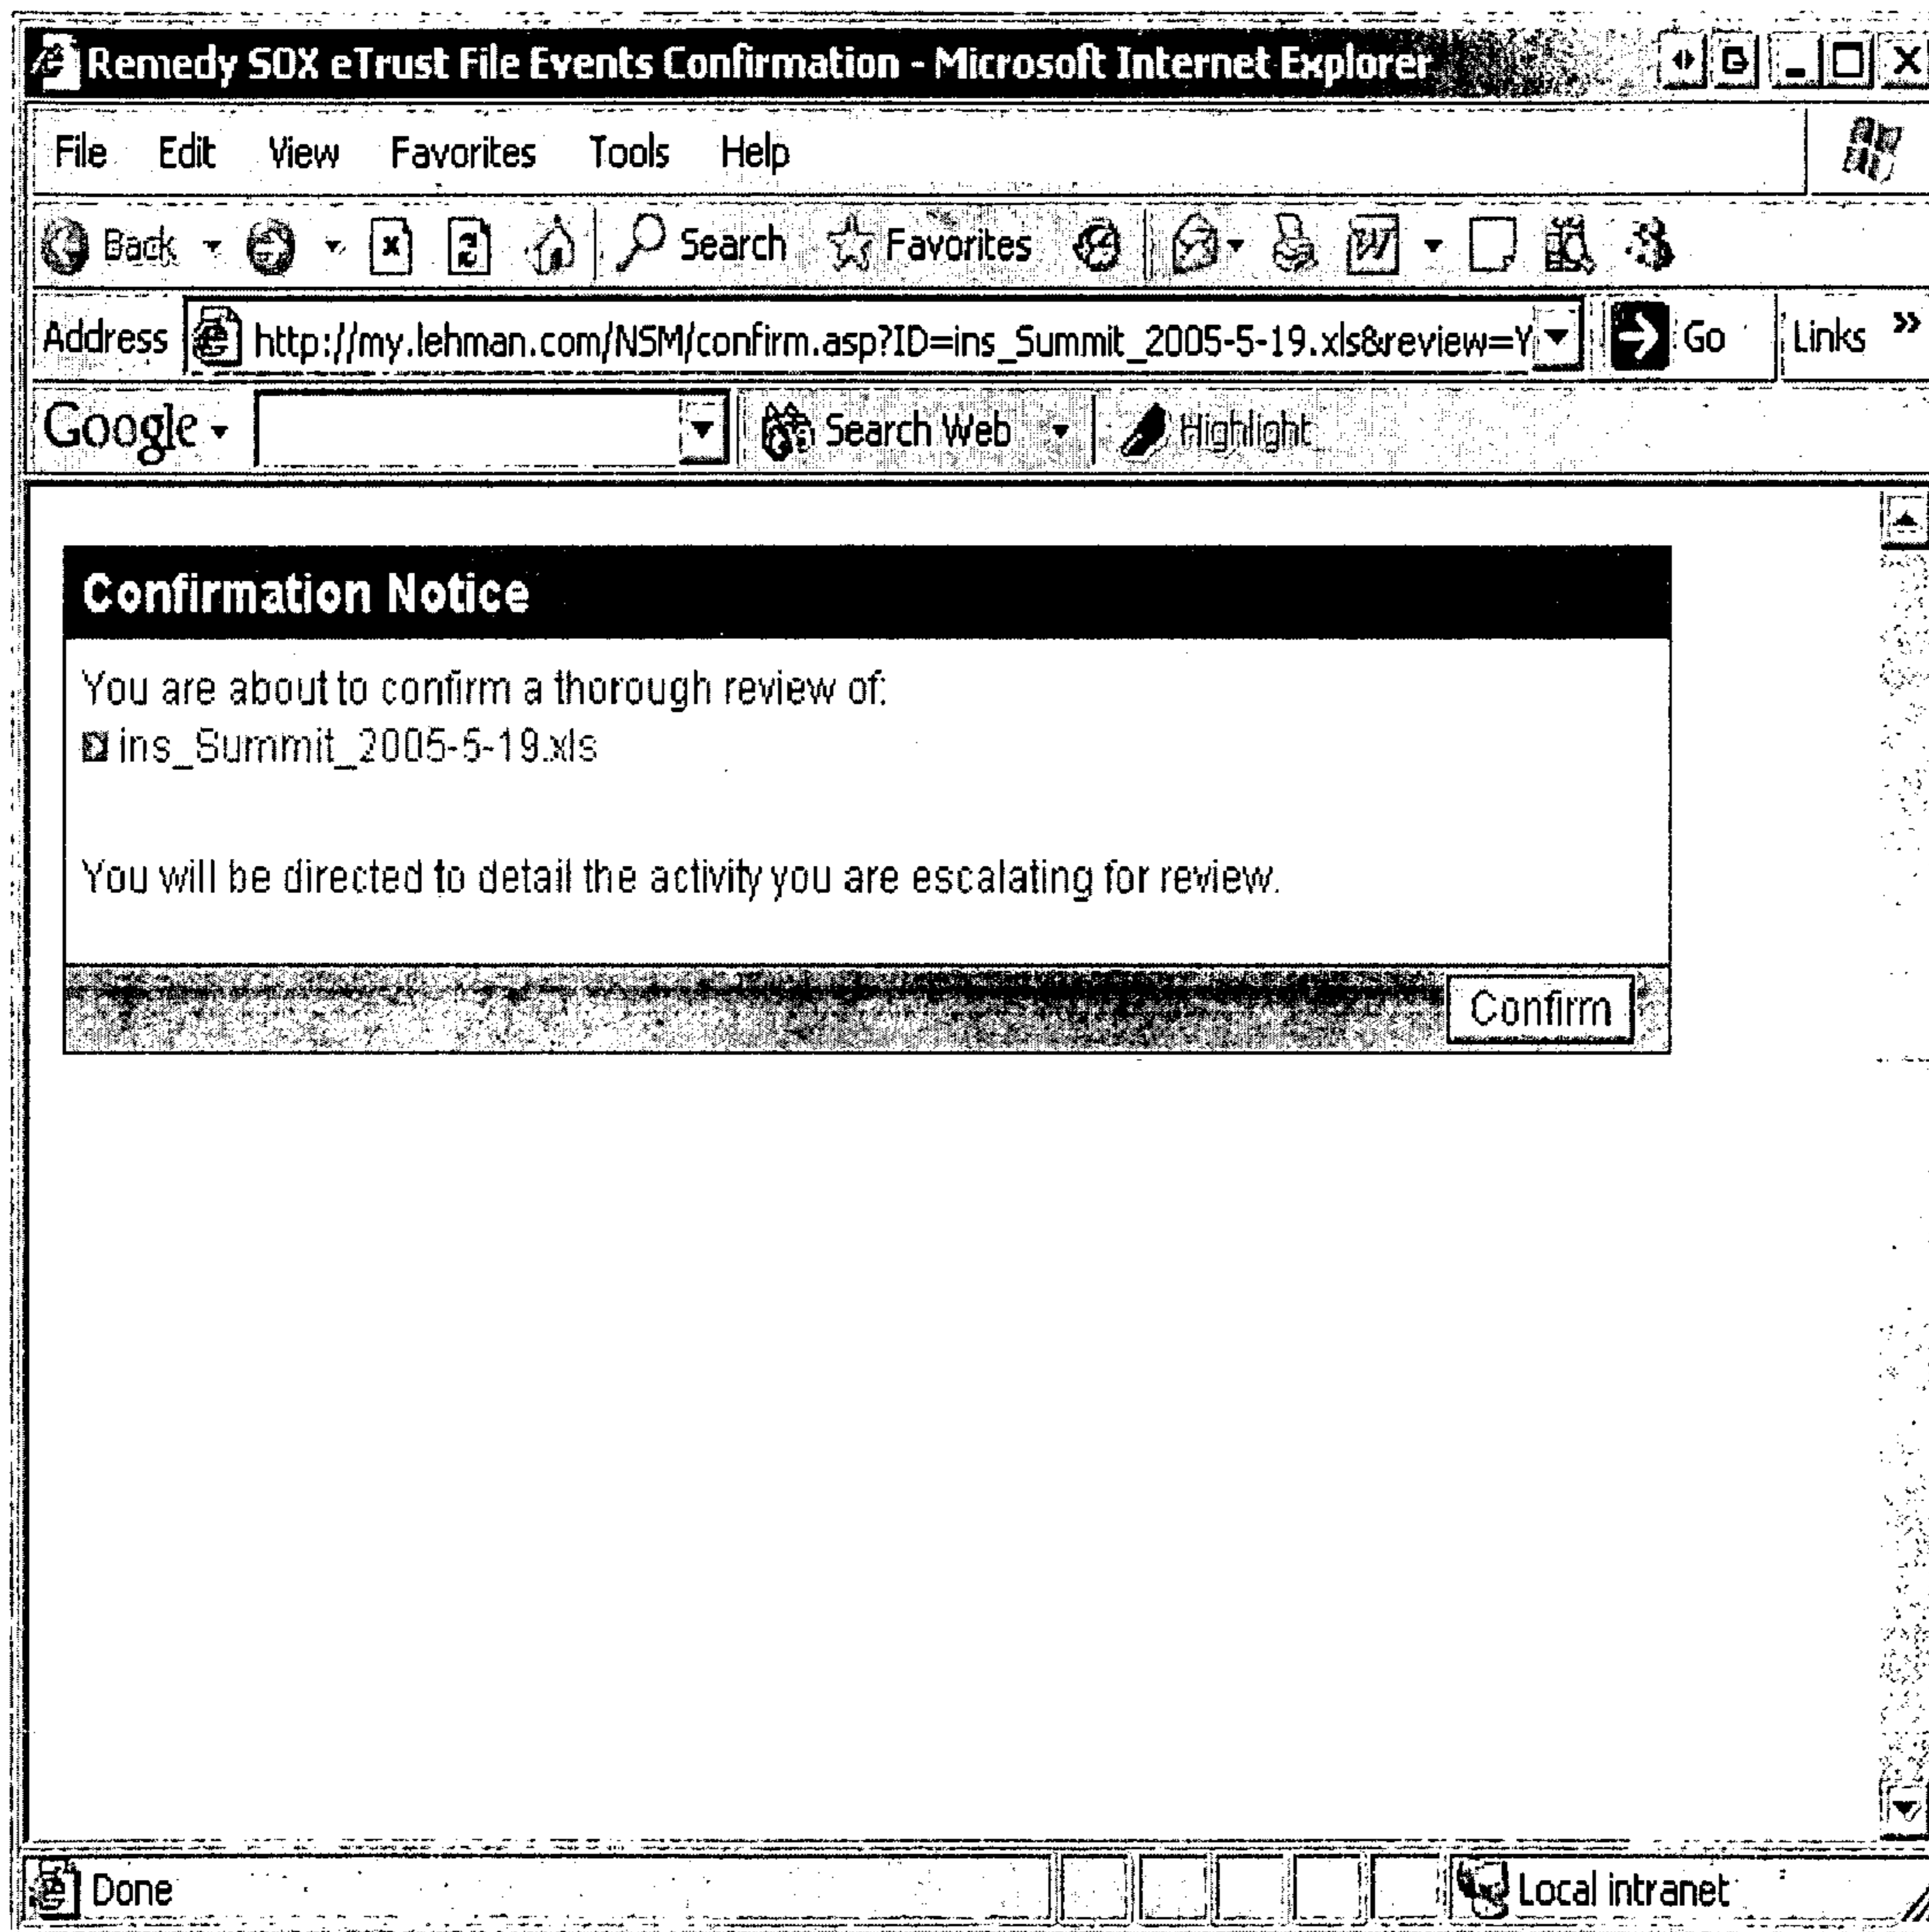 Remedy SOX eTrust File Events Confirmation - Microsoft Internet Explorer
File Edit View Favorites Tools Help
Back Search Favorites
Address http://my.lehman.com/NSM/confirm.asp?ID=ins_Summit_2005-5-19.xls&review=Y Go Links »
Google Search Web Highlight
Confirmation Notice
You are about to confirm a thorough review of:
ins_Summit_2005-5-19.xls
You will be directed to detail the activity you are escalating for review.
Confirm
Done Local intranet